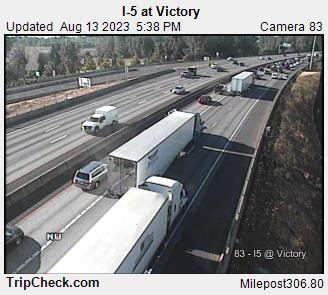 I-5 at Victory
Updated Aug 13 2023 5:38 PM Camera 83
83 - I5 @ Victory
TripCheck.com Milepost306.80